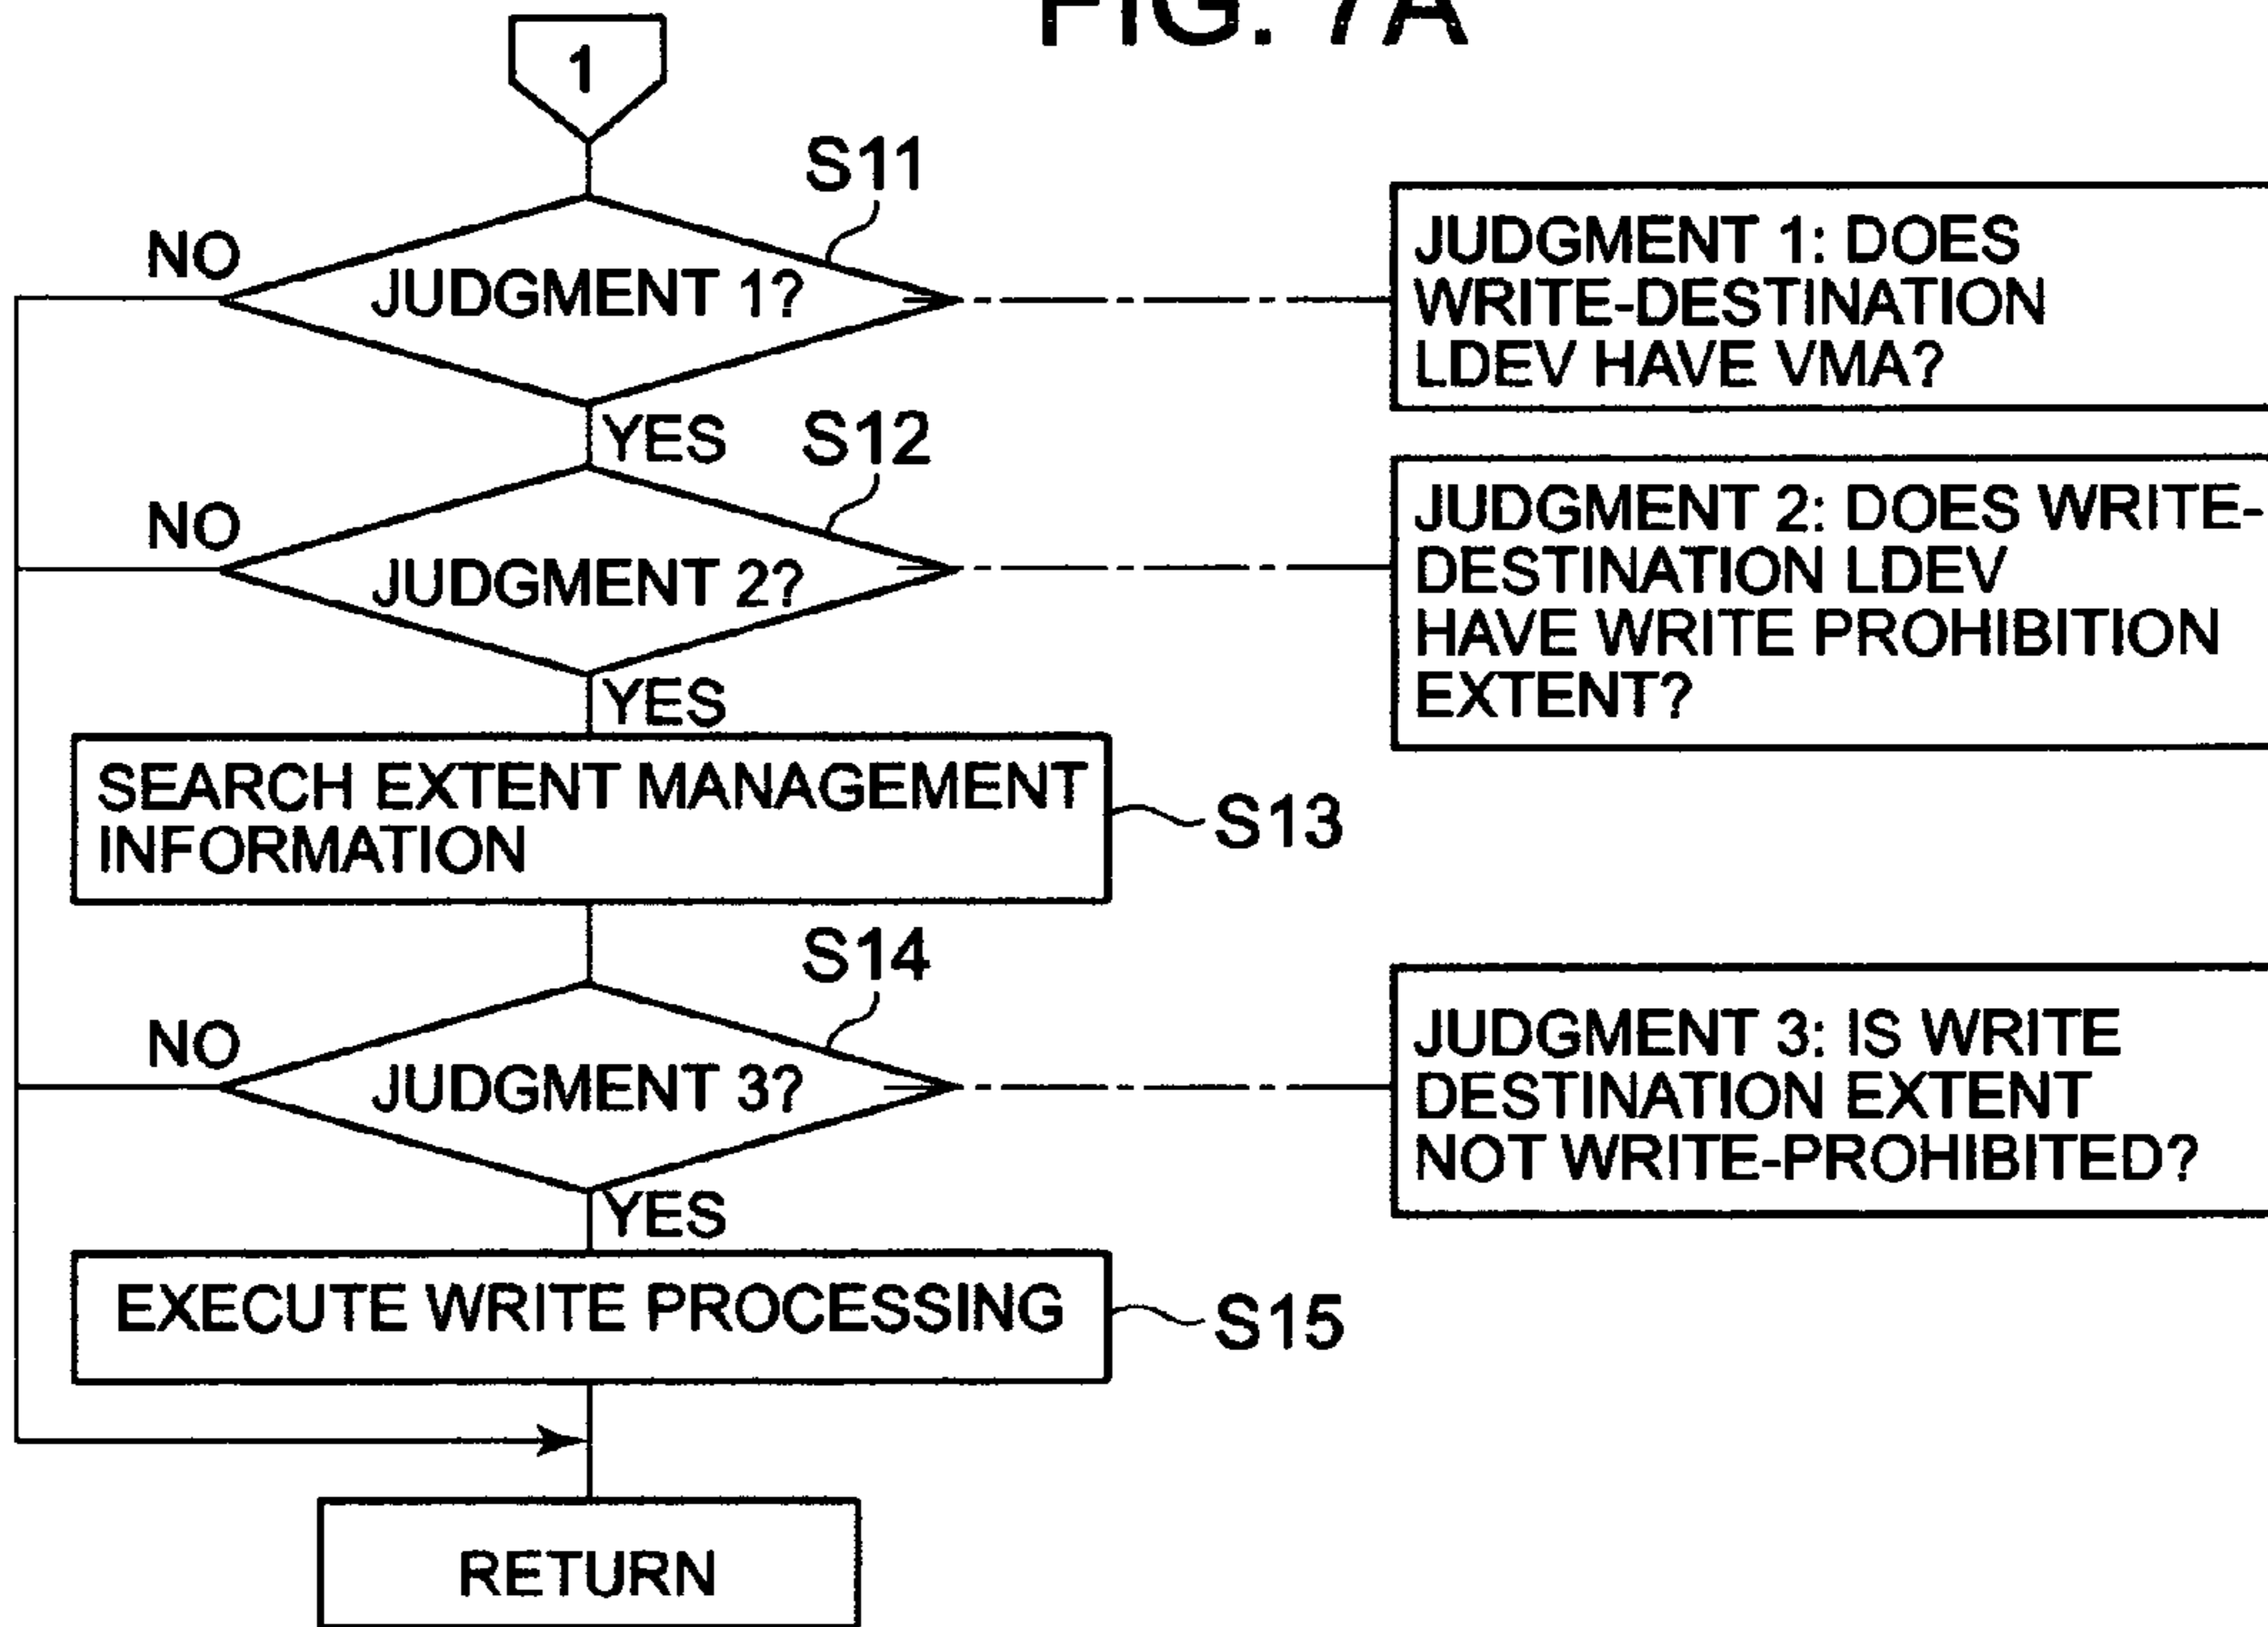 FIG. 7A
1
S11
NO
JUDGMENT 1?
JUDGMENT 1: DOES
WRITE-DESTINATION
LDEV HAVE VMA?
YES
S12
NO
JUDGMENT 2?
JUDGMENT 2: DOES WRITE-
DESTINATION LDEV
HAVE WRITE PROHIBITION
EXTENT?
YES
SEARCH EXTENT MANAGEMENT
INFORMATION
S13
S14
NO
JUDGMENT 3?
JUDGMENT 3: IS WRITE
DESTINATION EXTENT
NOT WRITE-PROHIBITED?
YES
EXECUTE WRITE PROCESSING
S15
RETURN